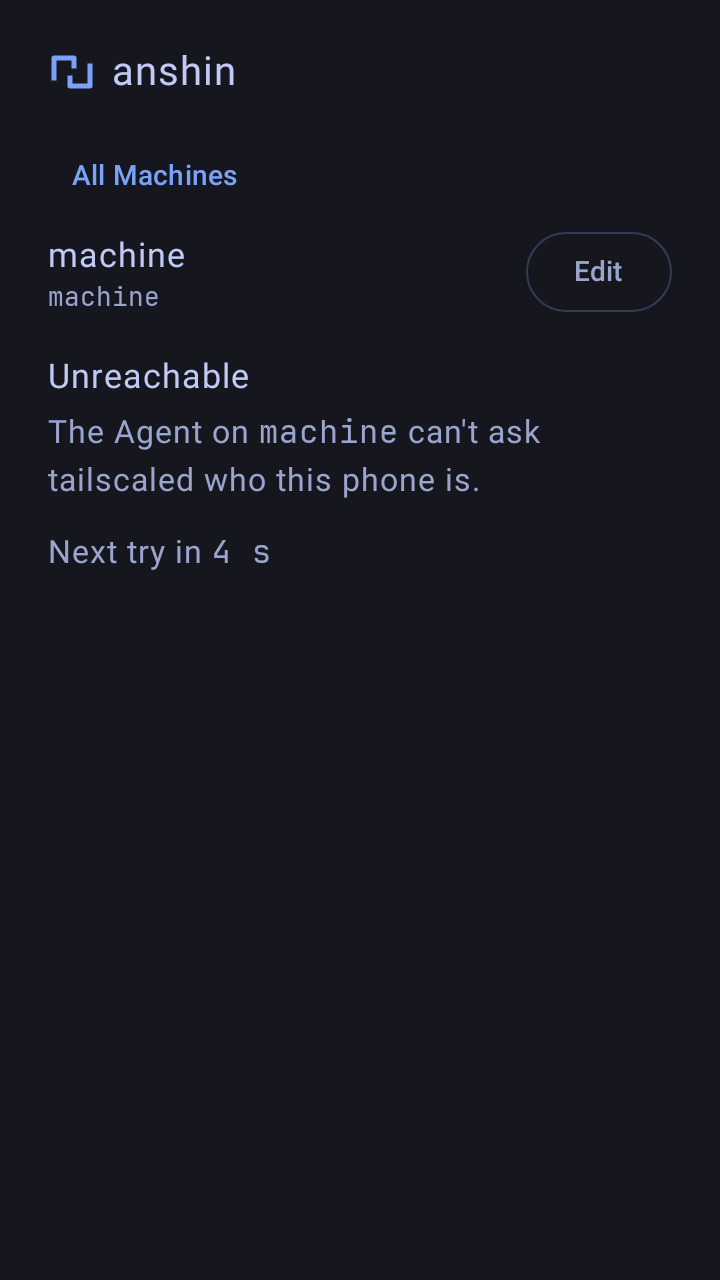 anshin
All Machines
machine
machine
Edit
Unreachable
The Agent on machine can't ask
tailscaled who this phone is.
Next try in 4 s